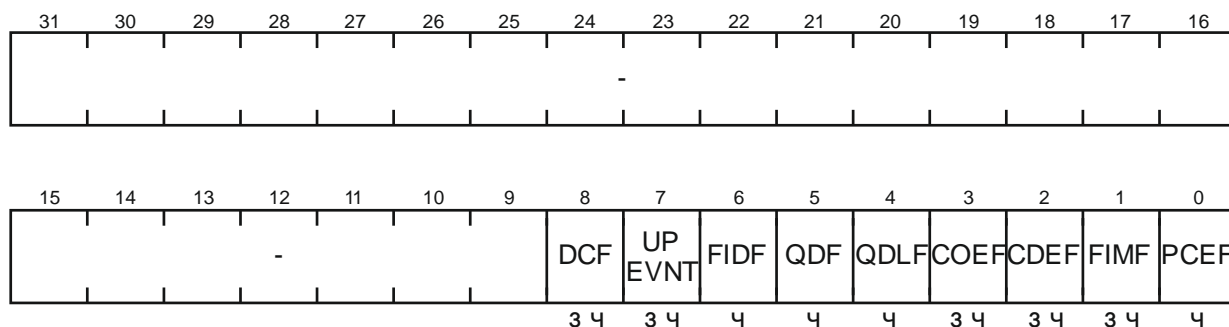 31 30 29 28 27 26 25 24 23 22 21 20 19 18 17 16
-
15 14 13 12 11 10 9 8 7 6 5 4 3 2 1 0
- DCF UP EVNT FIDF QDF QDLF COEF CDEF FIMF PCEF
З Ч З Ч Ч Ч Ч З Ч З Ч З Ч Ч